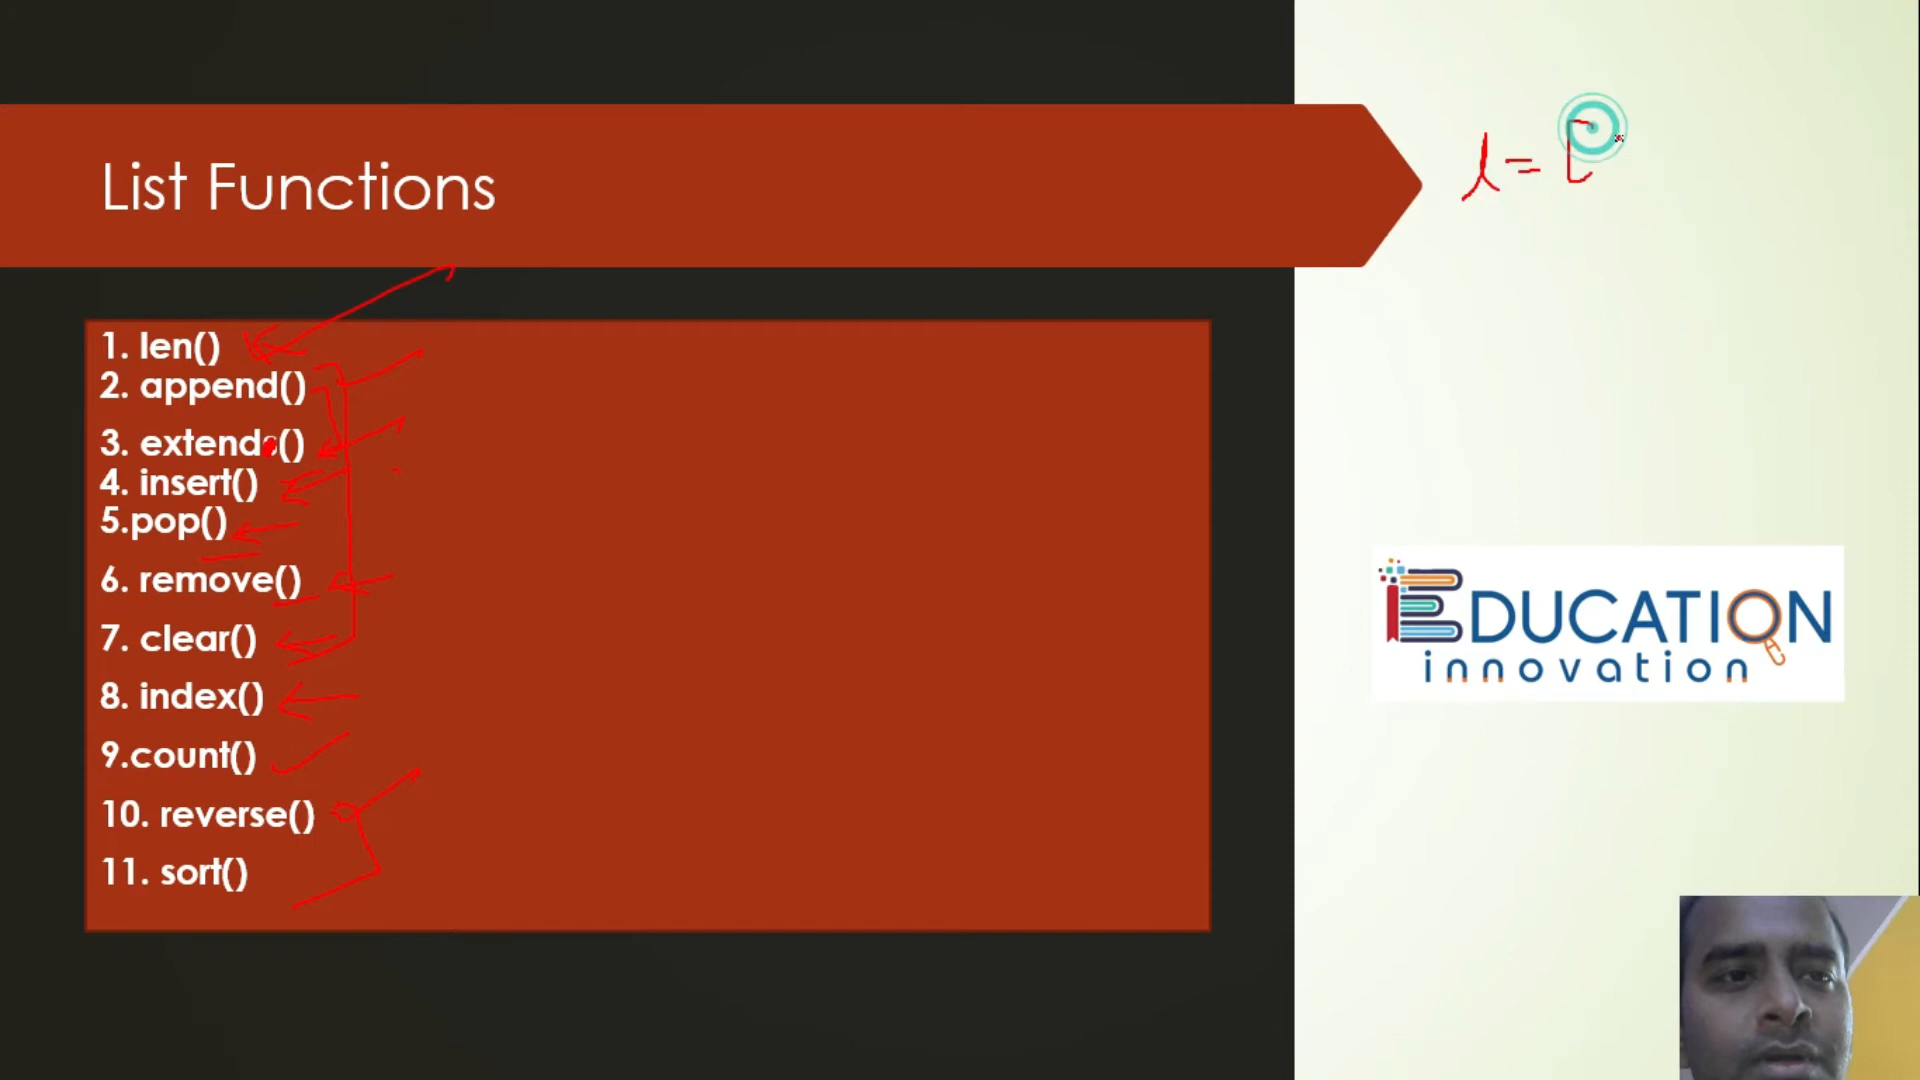 List Functions
l = [
1. len()
2. append()
3. extends()
4. insert()
5.pop()
6. remove()
7. clear()
8. index()
9.count()
10. reverse()
11. sort()
EDUCATION
innovation